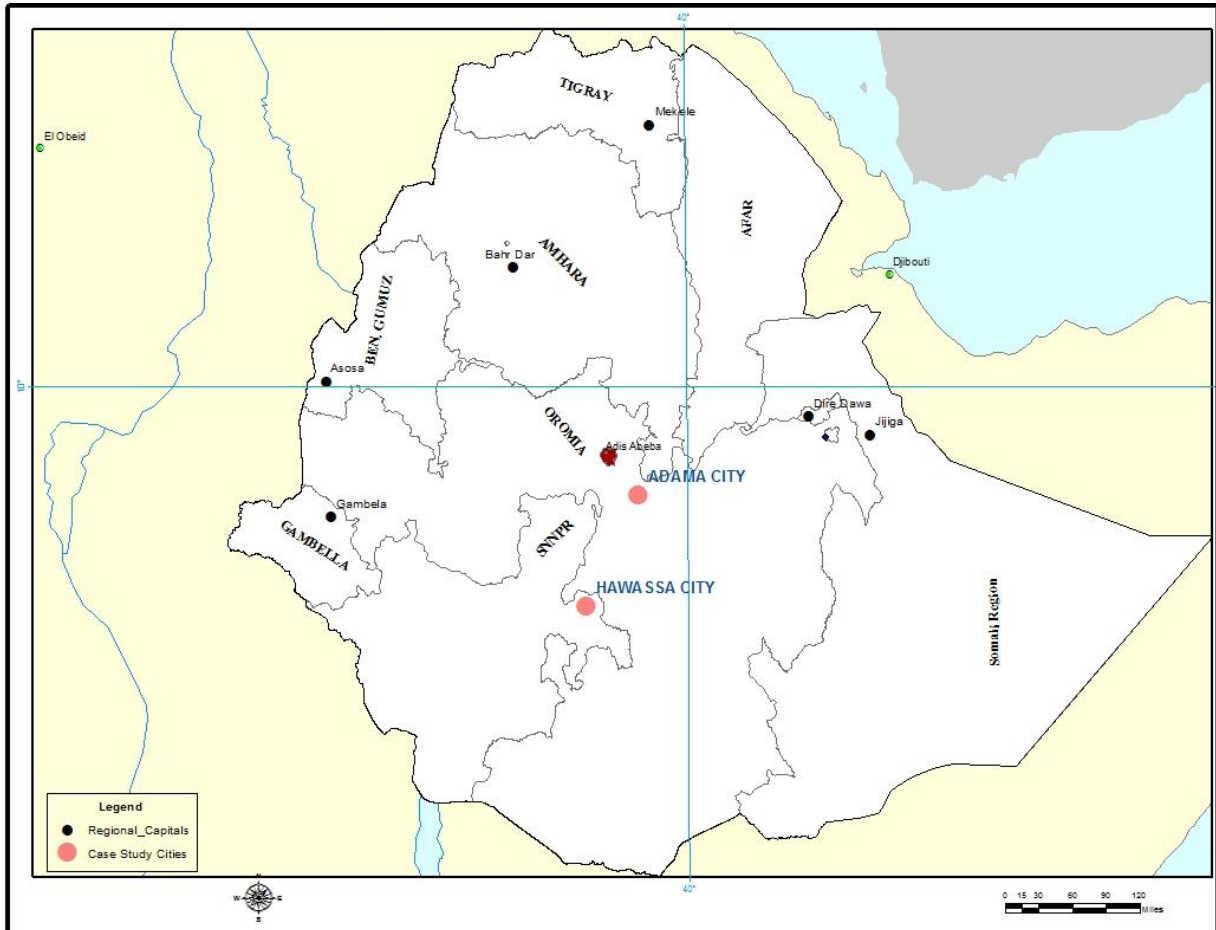 40°
TIGRAY
Mekele
El Obeid
AFAR
AMHARA
Bahr Dar
Djibouti
BEN. GUMUZ
Asosa
10°
Dire Dawa
OROMIA
Jijiga
Adis Abeba
ADAMA CITY
Gambela
GAMBELLA
SNNPR
HAWASSA CITY
Somali Region
Legend
Regional_Capitals
Case Study Cities
40°
W E
S
0 15 30 60 90 120
Miles